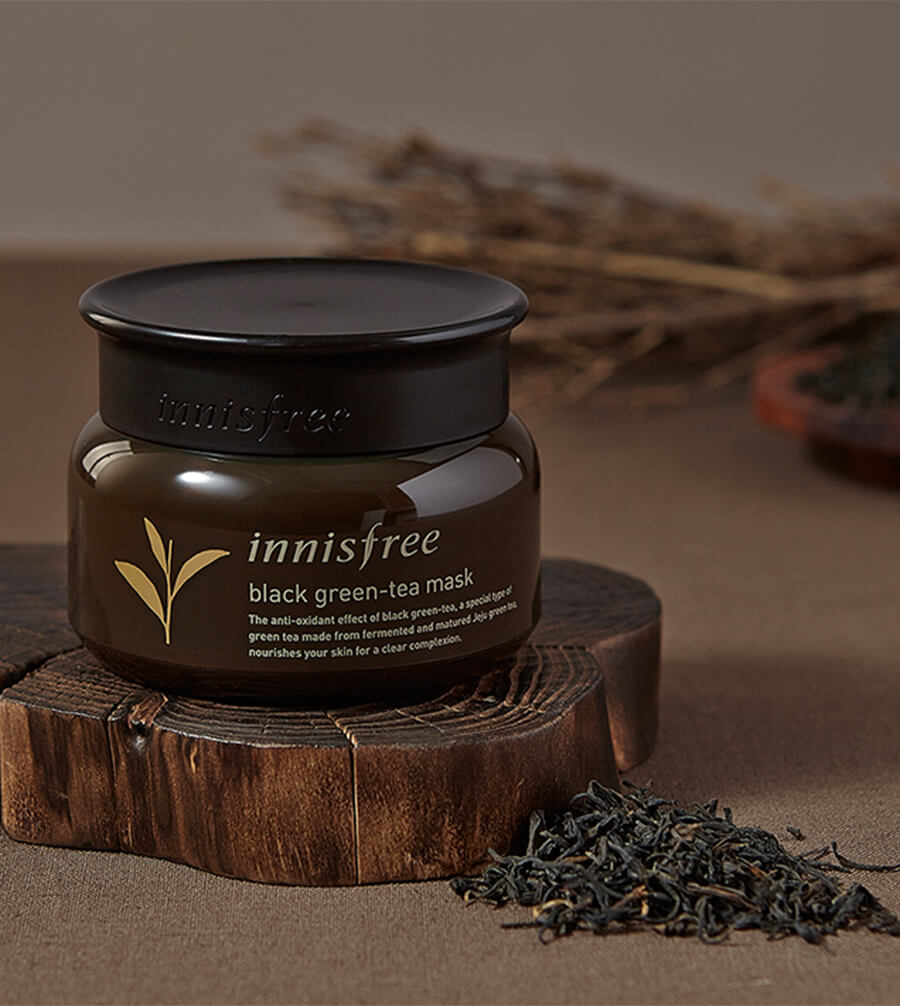 innisfree
innisfree
black green-tea mask
The anti-oxidant effect of black green-tea, a special type of
green tea made from fermented and matured Jeju green tea,
nourishes your skin for a clear complexion.